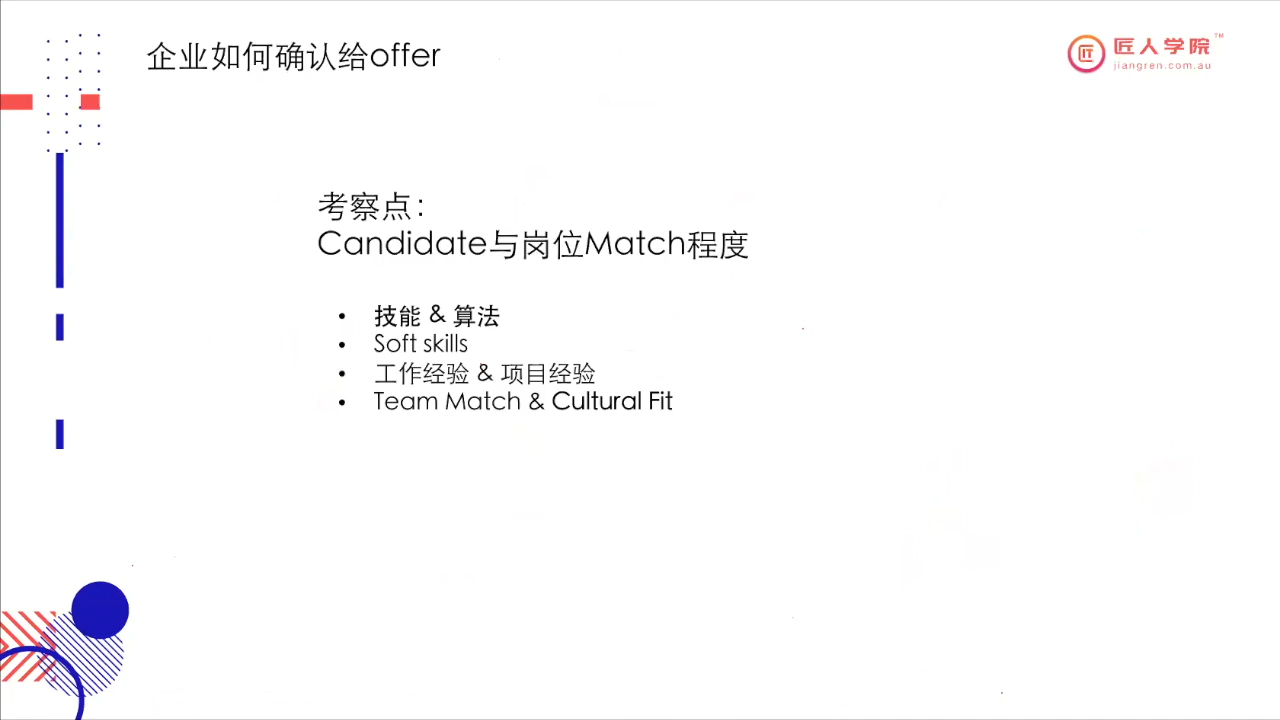 企业如何确认给offer
匠人学院™
匠
jiangren.com.au
考察点：
Candidate与岗位Match程度
• 技能 & 算法
• Soft skills
• 工作经验 & 项目经验
• Team Match & Cultural Fit